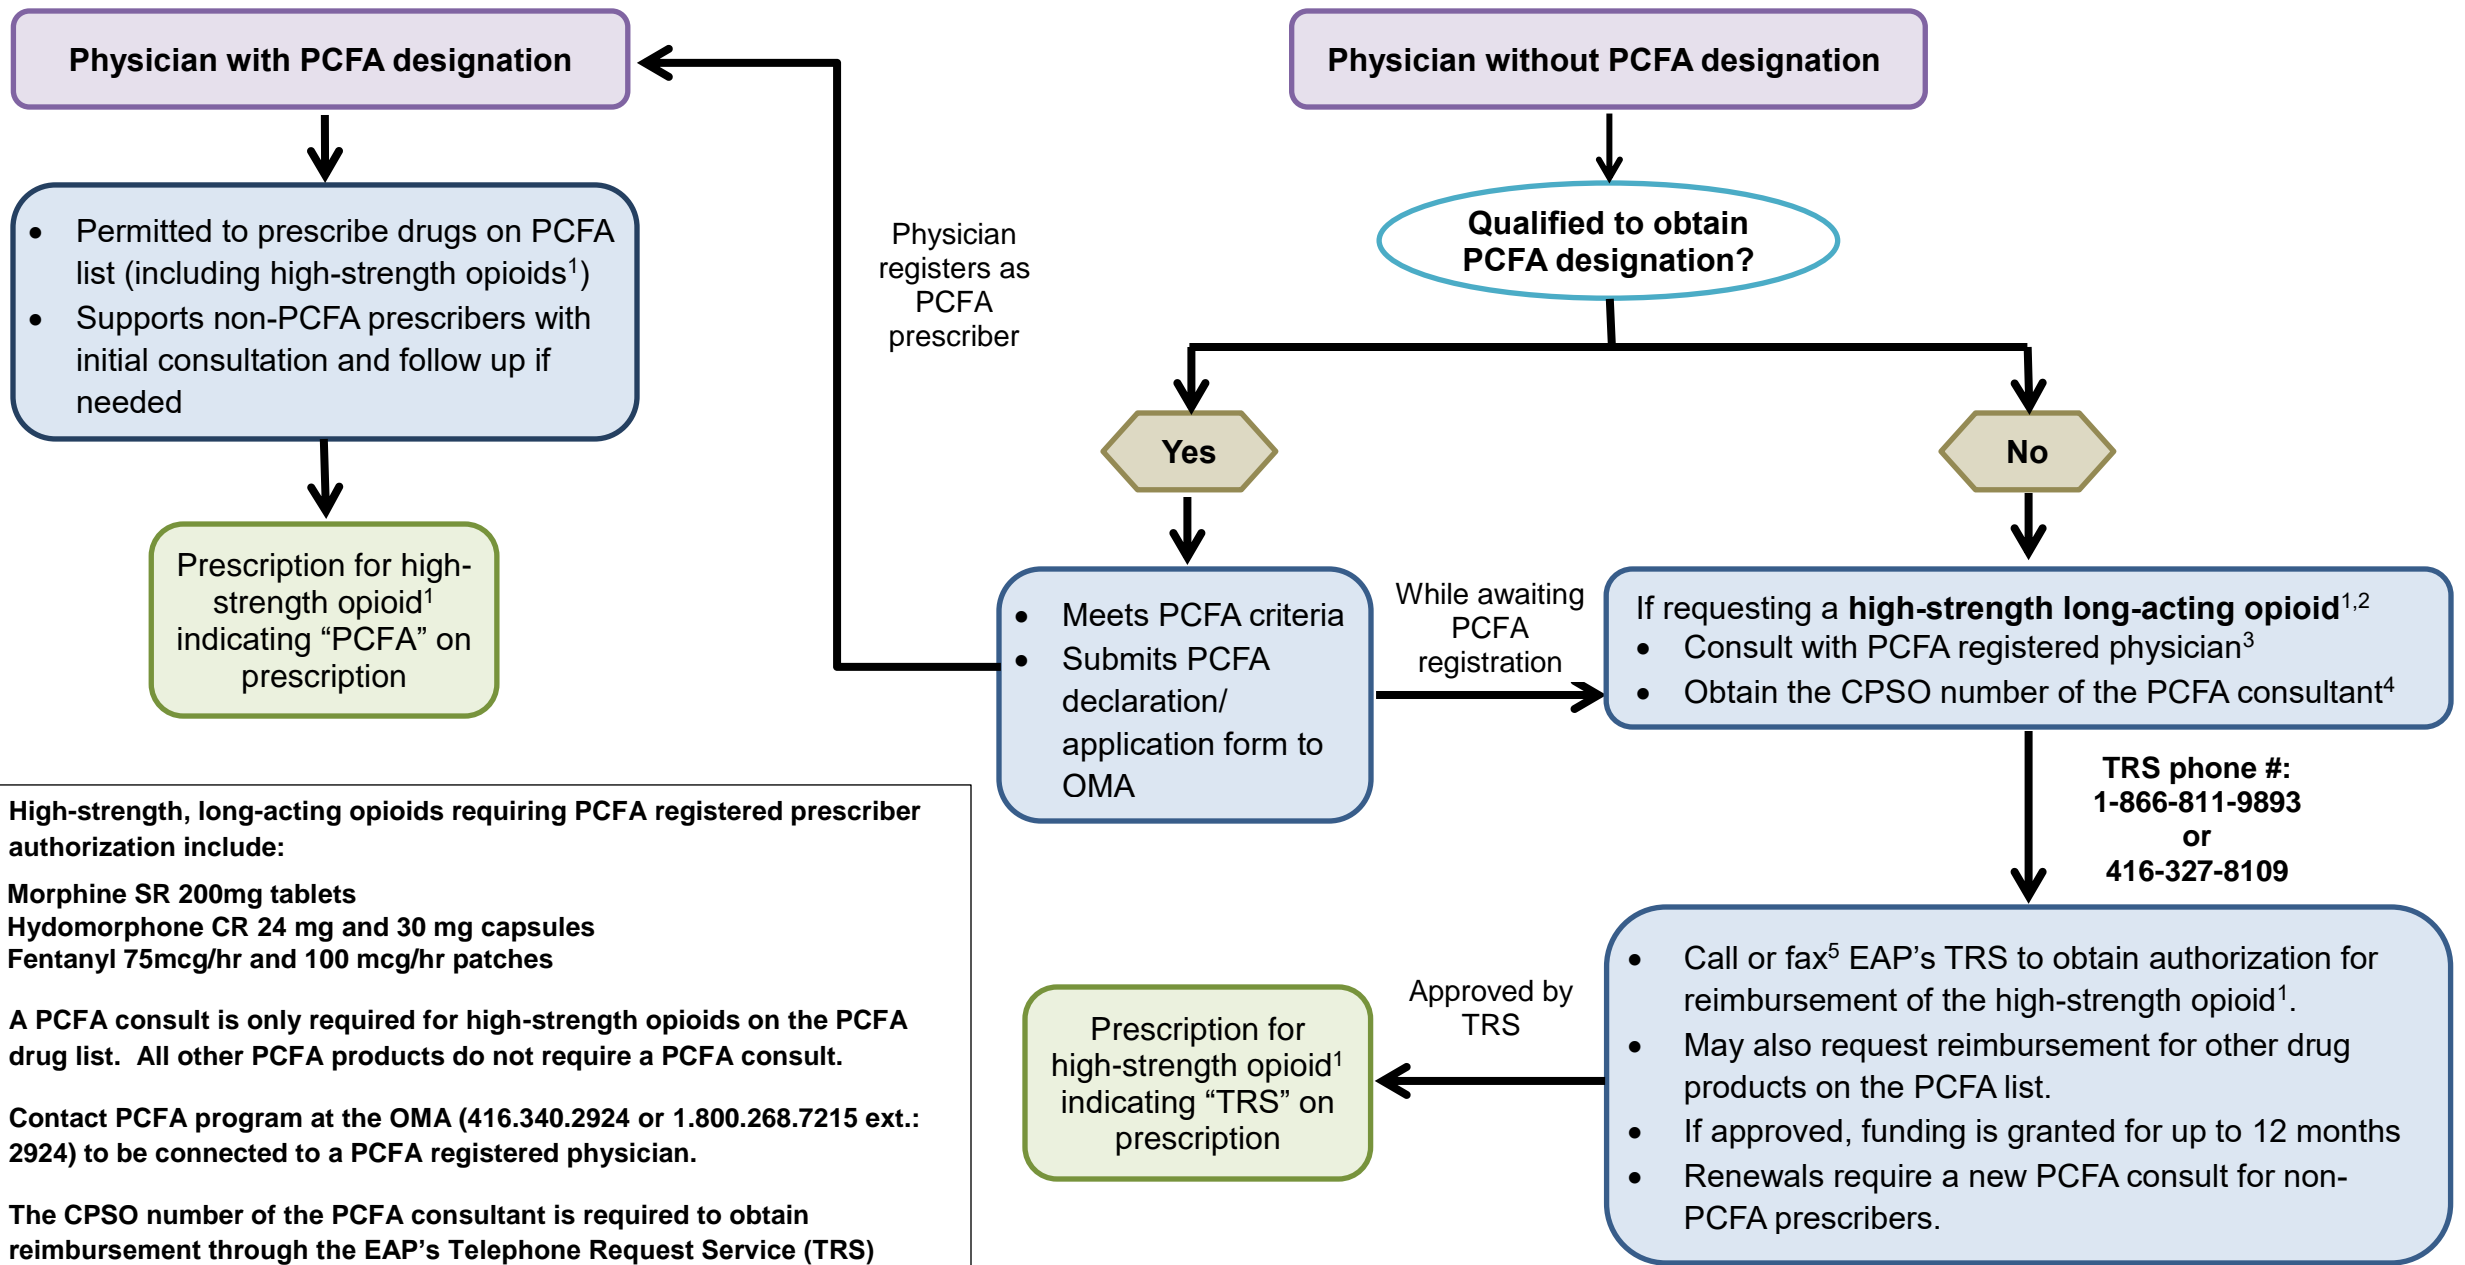 Physician with PCFA designation
Physician without PCFA designation
• Permitted to prescribe drugs on PCFA
list (including high-strength opioids¹)
• Supports non-PCFA prescribers with
initial consultation and follow up if
needed
Prescription for high-
strength opioid¹
indicating “PCFA” on
prescription
Physician
registers as
PCFA
prescriber
Qualified to obtain
PCFA designation?
Yes
No
• Meets PCFA criteria
• Submits PCFA
declaration/
application form to
OMA
While awaiting
PCFA
registration
If requesting a high-strength long-acting opioid¹,²
• Consult with PCFA registered physician³
• Obtain the CPSO number of the PCFA consultant⁴
TRS phone #:
1-866-811-9893
or
416-327-8109
• Call or fax⁵ EAP’s TRS to obtain authorization for
reimbursement of the high-strength opioid¹.
• May also request reimbursement for other drug
products on the PCFA list.
• If approved, funding is granted for up to 12 months
• Renewals require a new PCFA consult for non-
PCFA prescribers.
Approved by
TRS
Prescription for
high-strength opioid¹
indicating “TRS” on
prescription
High-strength, long-acting opioids requiring PCFA registered prescriber
authorization include:
Morphine SR 200mg tablets
Hydomorphone CR 24 mg and 30 mg capsules
Fentanyl 75mcg/hr and 100 mcg/hr patches
A PCFA consult is only required for high-strength opioids on the PCFA
drug list.  All other PCFA products do not require a PCFA consult.
Contact PCFA program at the OMA (416.340.2924 or 1.800.268.7215 ext.:
2924) to be connected to a PCFA registered physician.
The CPSO number of the PCFA consultant is required to obtain
reimbursement through the EAP’s Telephone Request Service (TRS)